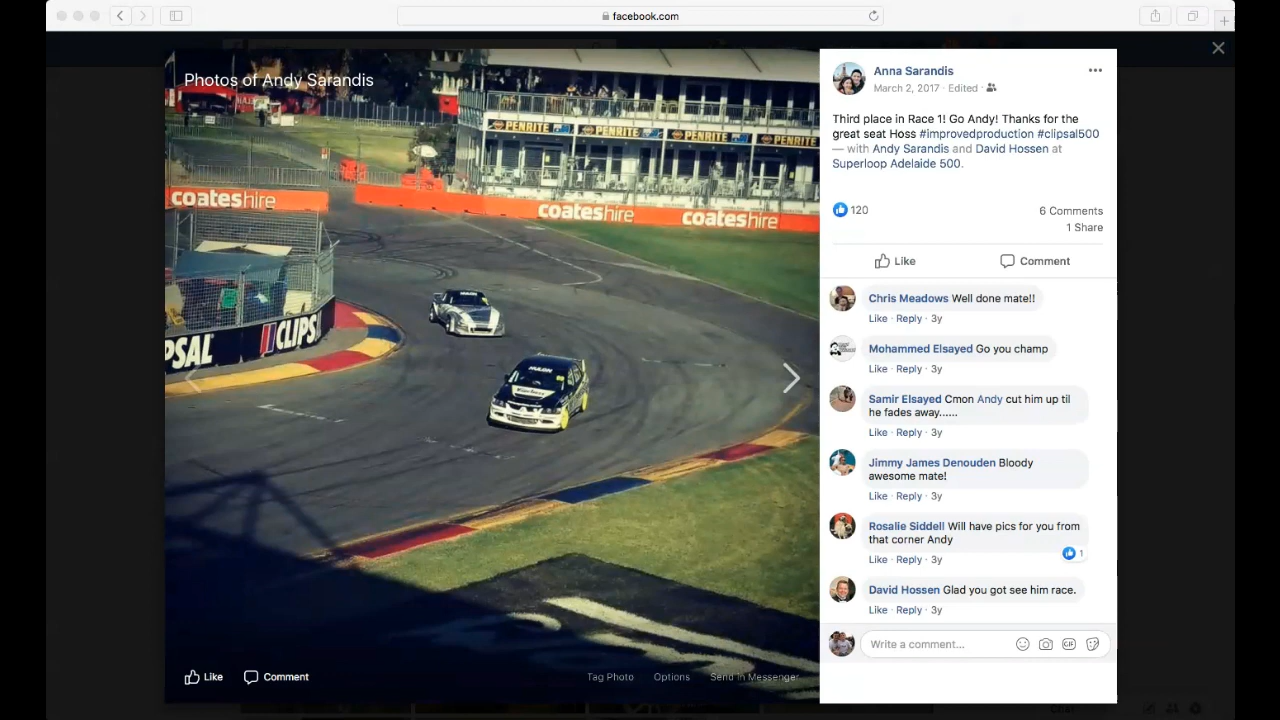 facebook.com
Photos of Andy Sarandis
PENRITE PENRITE PENRITE PENRITE
coateshire
coateshire coateshire
PSAL CLIPS
Like Comment
Tag Photo Options Send in Messenger
Anna Sarandis
March 2, 2017 · Edited ·
Third place in Race 1! Go Andy! Thanks for the
great seat Hoss #improvedproduction #clipsal500
— with Andy Sarandis and David Hossen at
Superloop Adelaide 500.
120
6 Comments
1 Share
Like Comment
Chris Meadows Well done mate!!
Like · Reply · 3y
Mohammed Elsayed Go you champ
Like · Reply · 3y
Samir Elsayed Cmon Andy cut him up til
he fades away......
Like · Reply · 3y
Jimmy James Denouden Bloody
awesome mate!
Like · Reply · 3y
Rosalie Siddell Will have pics for you from
that corner Andy
1
Like · Reply · 3y
David Hossen Glad you got see him race.
Like · Reply · 3y
Write a comment...
GIF